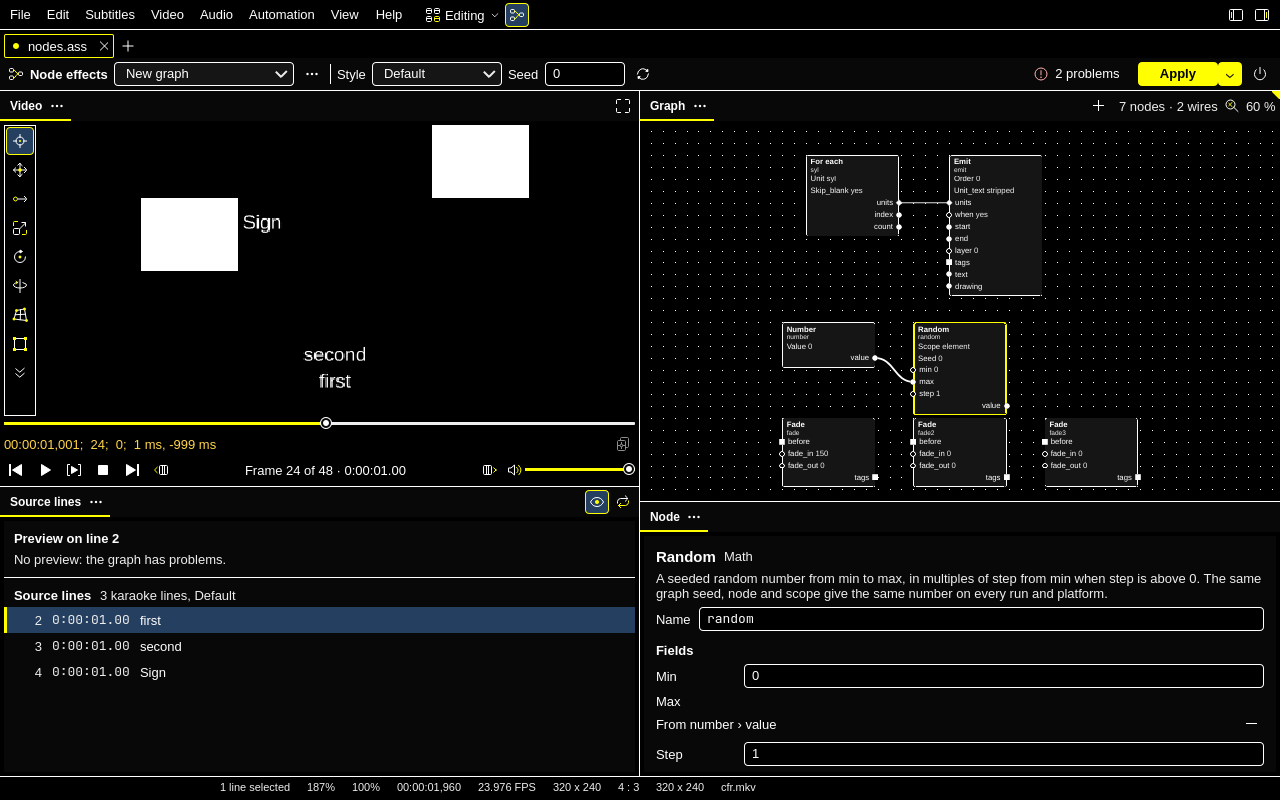 File Edit Subtitles Video Audio Automation View Help Editing
nodes.ass
Node effects New graph Style Default Seed 0 2 problems Apply
Video
Graph 7 nodes · 2 wires 60 %
Sign
second
first
00:00:01,001; 24; 0; 1 ms, -999 ms
Frame 24 of 48 · 0:00:01.00
For each
syl
Unit syl
Skip_blank yes
units
index
count
Emit
emit
Order 0
Unit_text stripped
units
when yes
start
end
layer 0
tags
text
drawing
Number
number
Value 0
value
Random
random
Scope element
Seed 0
min 0
max
step 1
value
Fade
fade
before
fade_in 150
fade_out 0
tags
Fade
fade2
before
fade_in 0
fade_out 0
tags
Fade
fade3
before
fade_in 0
fade_out 0
tags
Source lines
Preview on line 2
No preview: the graph has problems.
Source lines 3 karaoke lines, Default
2 0:00:01.00 first
3 0:00:01.00 second
4 0:00:01.00 Sign
Node
Random Math
A seeded random number from min to max, in multiples of step from min when step is above 0. The same
graph seed, node and scope give the same number on every run and platform.
Name random
Fields
Min 0
Max
From number › value
Step 1
1 line selected 187% 100% 00:00:01,960 23.976 FPS 320 x 240 4 : 3 320 x 240 cfr.mkv